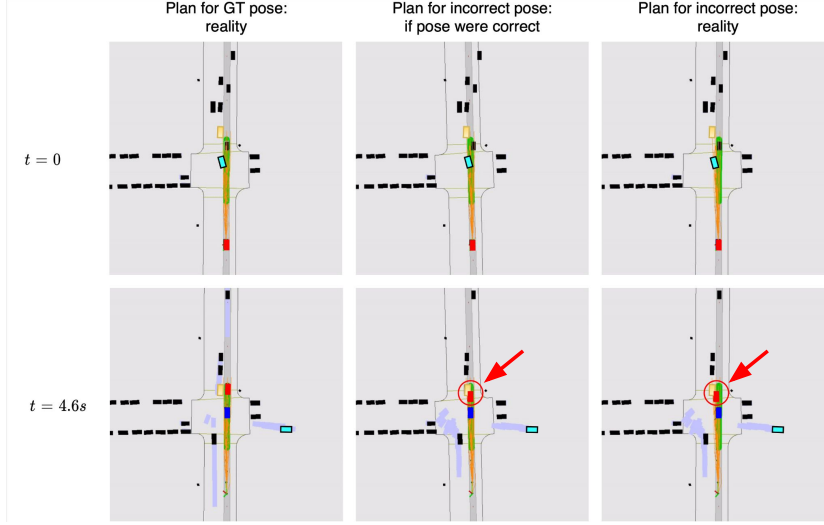 Plan for GT pose:
reality
Plan for incorrect pose:
if pose were correct
Plan for incorrect pose:
reality
t = 0
t = 4.6s